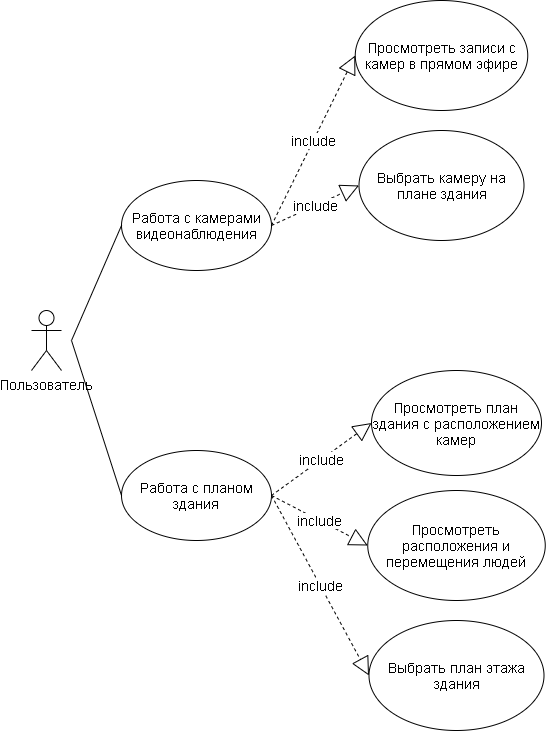 Просмотреть записи с
камер в прямом эфире
include
Выбрать камеру на
плане здания
include
Работа с камерами
видеонаблюдения
Пользователь
Просмотреть план
здания с расположением
камер
include
Работа с планом
здания
include
Просмотреть
расположения и
перемещения людей
include
Выбрать план этажа
здания